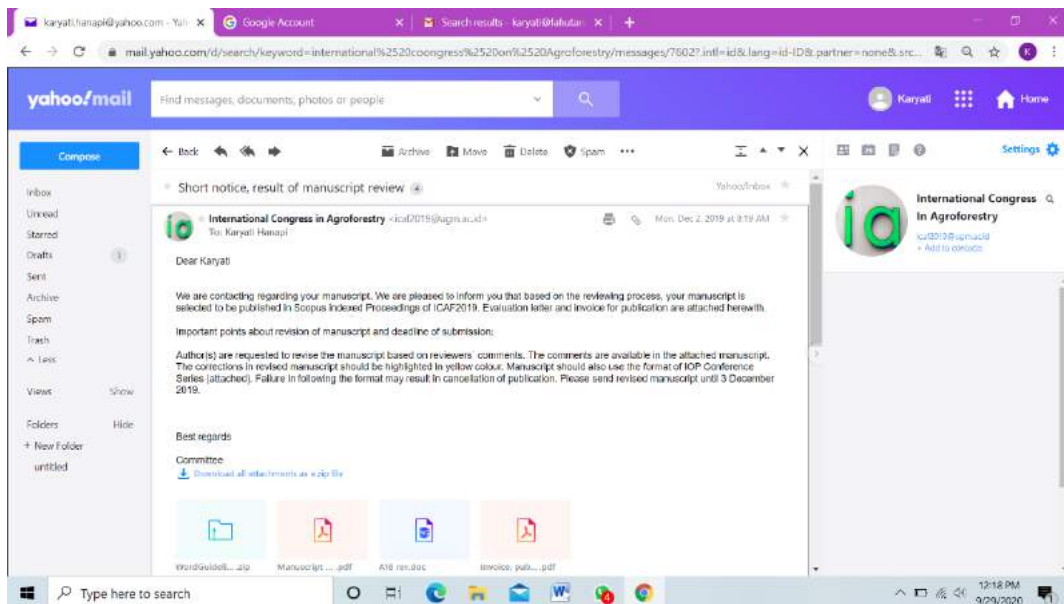 karyati.hanapi@yahoo.com - Yah
Google Account
Search results - karyati@fahutan
mail.yahoo.com/d/search/keyword=international%2520coongress%2520on%2520Agroforestry/messages/7602?.intl=id&.lang=id-ID&.partner=none&.src...
K
yahoo!mail
Find messages, documents, photos or people
Karyati
Home
Compose
Back
Archive
Move
Delete
Spam
Settings
Inbox
Unread
Starred
Drafts
1
Sent
Archive
Spam
Trash
Less
Views
Show
Folders
Hide
+ New Folder
untitled
Short notice, result of manuscript review 4
Yahoo/Inbox
ia
International Congress in Agroforestry <icaf2019@ugm.ac.id>
To: Karyati Hanapi
Mon, Dec 2, 2019 at 8:19 AM
Dear Karyati
We are contacting regarding your manuscript. We are pleased to inform you that based on the reviewing process, your manuscript is
selected to be published in Scopus Indexed Proceedings of ICAF2019. Evaluation letter and invoice for publication are attached herewith.
Important points about revision of manuscript and deadline of submission:
Author(s) are requested to revise the manuscript based on reviewers' comments. The comments are available in the attached manuscript.
The corrections in revised manuscript should be highlighted in yellow colour. Manuscript should also use the format of IOP Conference
Series (attached). Failure in following the format may result in cancellation of publication. Please send revised manuscript until 3 December
2019.
Best regards
Committee
Download all attachments as a zip file
WordGuideli....zip
Manuscript ....pdf
A18 rev.doc
Invoice, pub....pdf
ia
International Congress
In Agroforestry
icaf2019@ugm.ac.id
+ Add to contacts
Type here to search
4
12:18 PM
9/29/2020